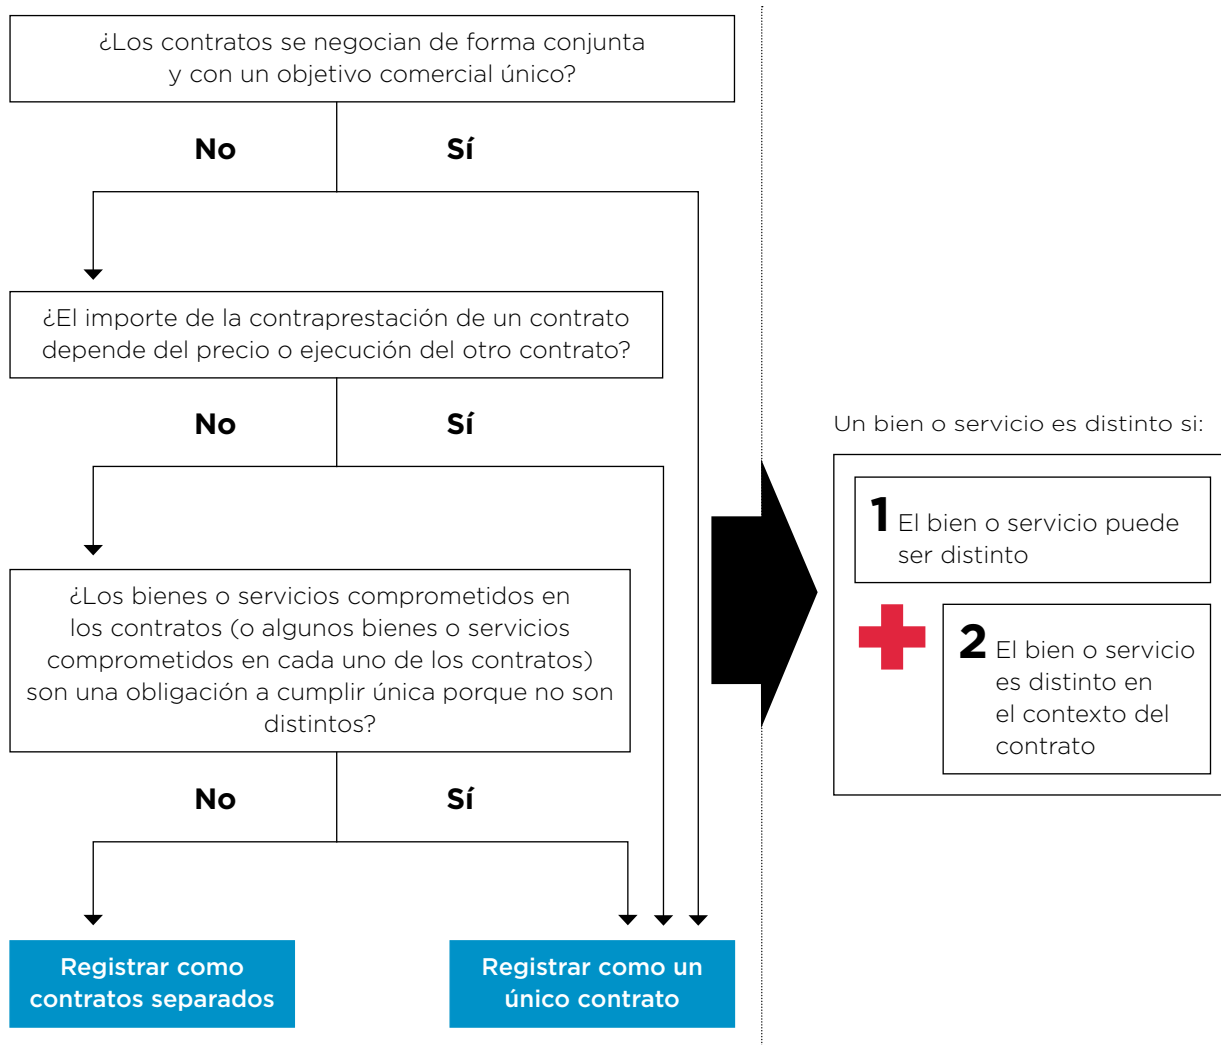 ¿Los contratos se negocian de forma conjunta
y con un objetivo comercial único?
No
Sí
¿El importe de la contraprestación de un contrato
depende del precio o ejecución del otro contrato?
No
Sí
¿Los bienes o servicios comprometidos en
los contratos (o algunos bienes o servicios
comprometidos en cada uno de los contratos)
son una obligación a cumplir única porque no son
distintos?
No
Sí
Registrar como
contratos separados
Registrar como un
único contrato
Un bien o servicio es distinto si:
1 El bien o servicio puede
ser distinto
2 El bien o servicio
es distinto en
el contexto del
contrato